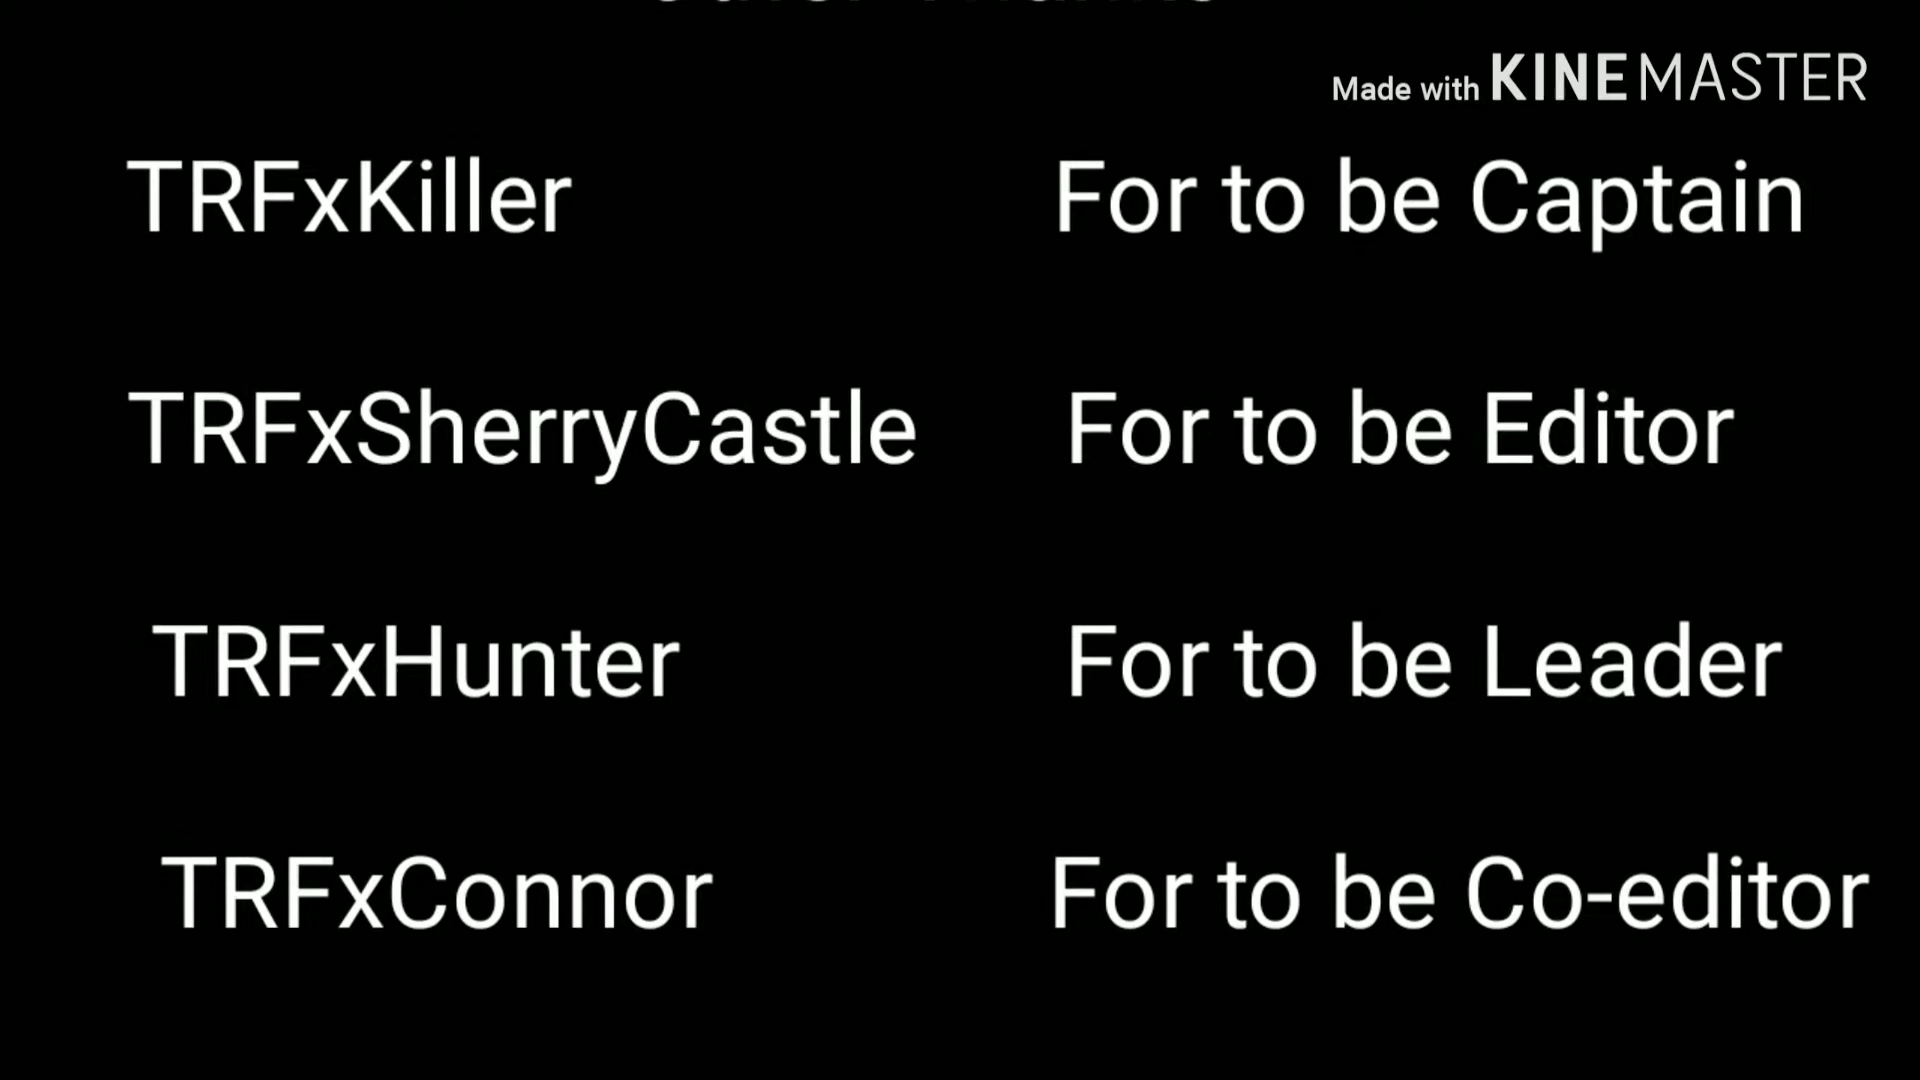 Made with KINEMASTER
TRFxKiller For to be Captain
TRFxSherryCastle For to be Editor
TRFxHunter For to be Leader
TRFxConnor For to be Co-editor